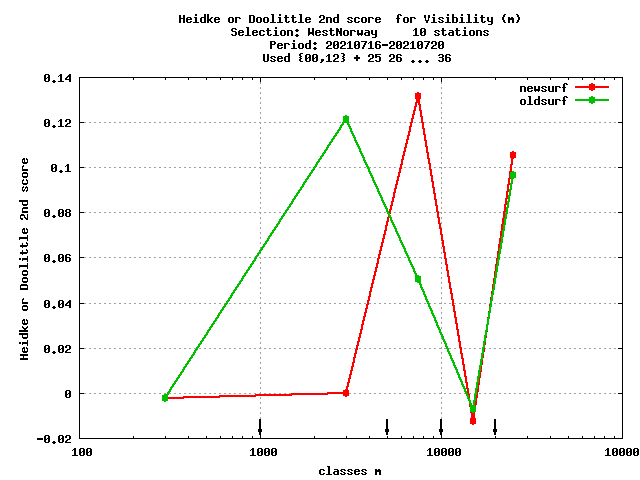 Heidke or Doolittle 2nd score  for Visibility (m)
Selection: WestNorway     10 stations
Period: 20210716-20210720
Used {00,12} + 25 26 ... 36
newsurf
oldsurf
Heidke or Doolittle 2nd score
0.14
0.12
0.1
0.08
0.06
0.04
0.02
0
-0.02
100
1000
10000
10000
classes m